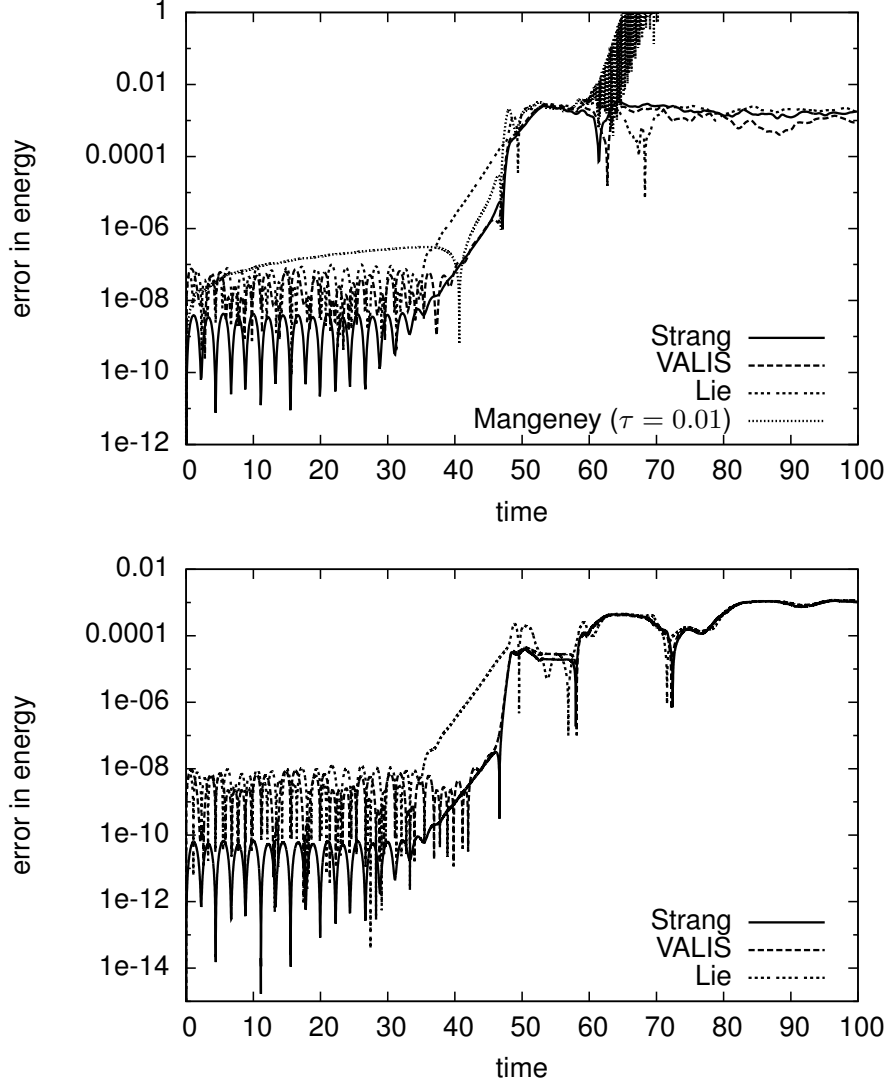 1
0.01
0.0001
1e-06
1e-08
1e-10
1e-12
error in energy
Strang
VALIS
Lie
Mangeney (τ = 0.01)
0 10 20 30 40 50 60 70 80 90 100
time
0.01
0.0001
1e-06
1e-08
1e-10
1e-12
1e-14
error in energy
Strang
VALIS
Lie
0 10 20 30 40 50 60 70 80 90 100
time